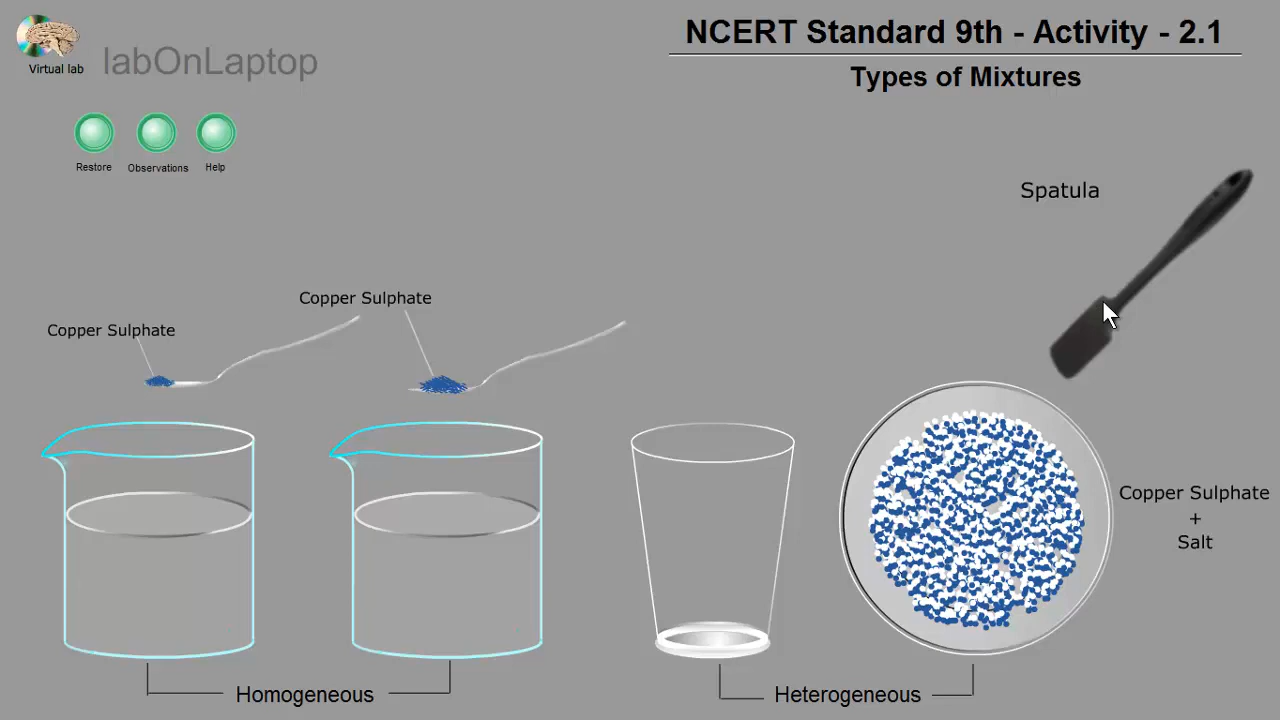 NCERT Standard 9th - Activity - 2.1
Types of Mixtures
Virtual lab
labOnLaptop
Restore
Observations
Help
Spatula
Copper Sulphate
Copper Sulphate
Copper Sulphate
+
Salt
Homogeneous
Heterogeneous